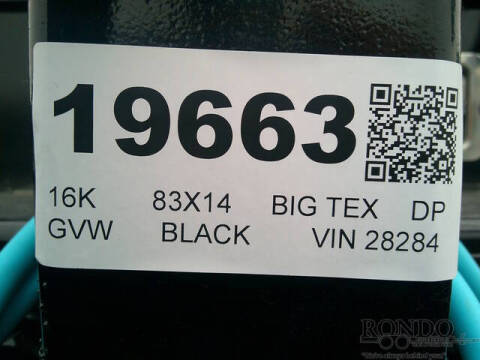 19663
16K 83X14 BIG TEX DP
GVW BLACK VIN 28284
RONDO